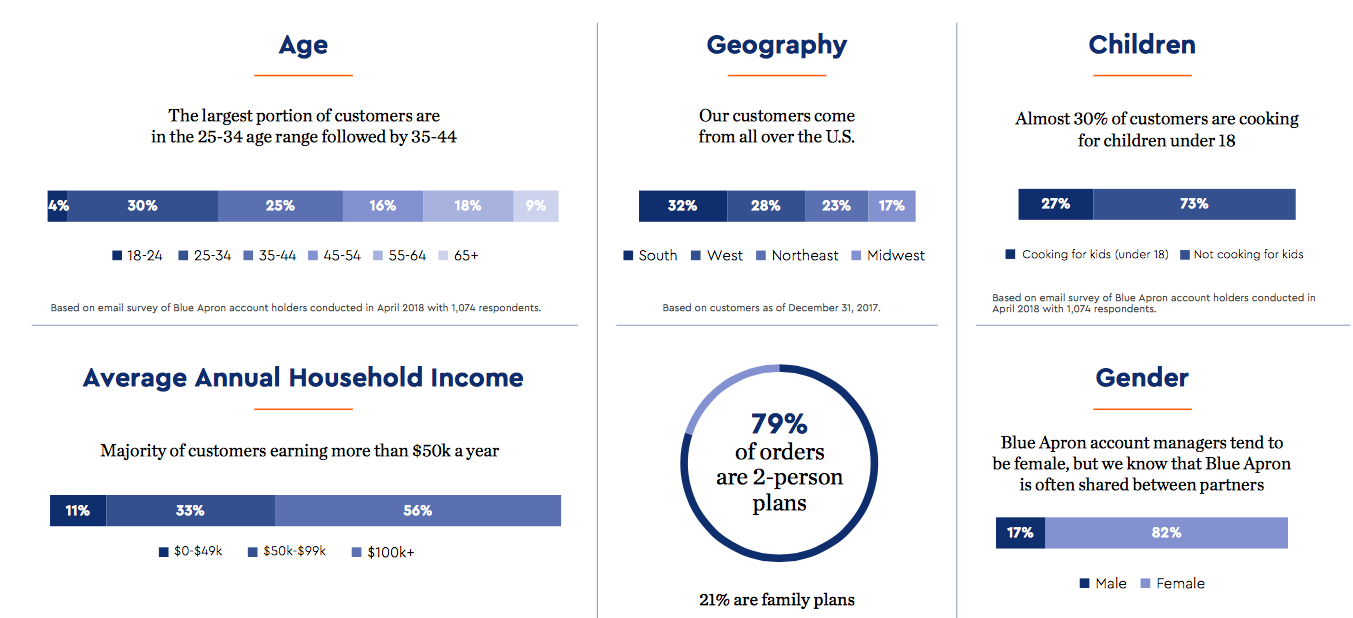 Age
The largest portion of customers are
in the 25-34 age range followed by 35-44
4% 30% 25% 16% 18% 9%
18-24 25-34 35-44 45-54 55-64 65+
Based on email survey of Blue Apron account holders conducted in April 2018 with 1,074 respondents.
Geography
Our customers come
from all over the U.S.
32% 28% 23% 17%
South West Northeast Midwest
Based on customers as of December 31, 2017.
Children
Almost 30% of customers are cooking
for children under 18
27% 73%
Cooking for kids (under 18) Not cooking for kids
Based on email survey of Blue Apron account holders conducted in
April 2018 with 1,074 respondents.
Average Annual Household Income
Majority of customers earning more than $50k a year
11% 33% 56%
$0-$49k $50k-$99k $100k+
79%
of orders
are 2-person
plans
21% are family plans
Gender
Blue Apron account managers tend to
be female, but we know that Blue Apron
is often shared between partners
17% 82%
Male Female